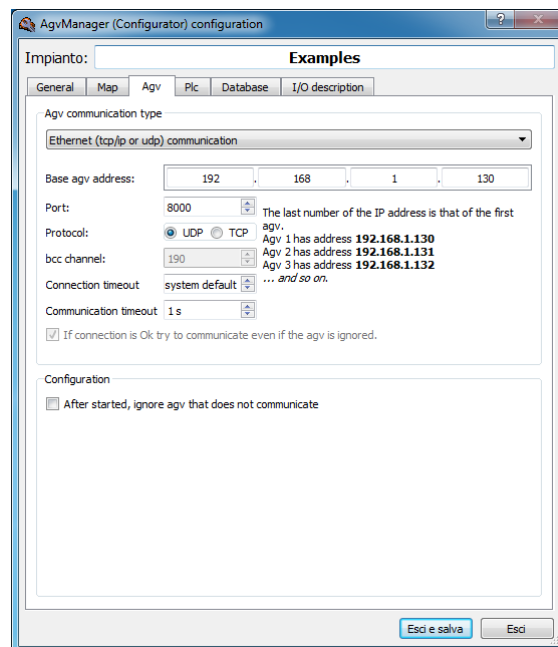 AgvManager (Configurator) configuration
Impianto: Examples
General Map Agv Plc Database I/O description
Agv communication type
Ethernet (tcp/ip or udp) communication
Base agv address: 192 . 168 . 1 . 130
Port: 8000
The last number of the IP address is that of the first
agv.
Protocol: UDP TCP
Agv 1 has address 192.168.1.130
Agv 2 has address 192.168.1.131
bcc channel: 190
Agv 3 has address 192.168.1.132
... and so on.
Connection timeout system default
Communication timeout 1 s
If connection is Ok try to communicate even if the agv is ignored.
Configuration
After started, ignore agv that does not communicate
Esci e salva Esci